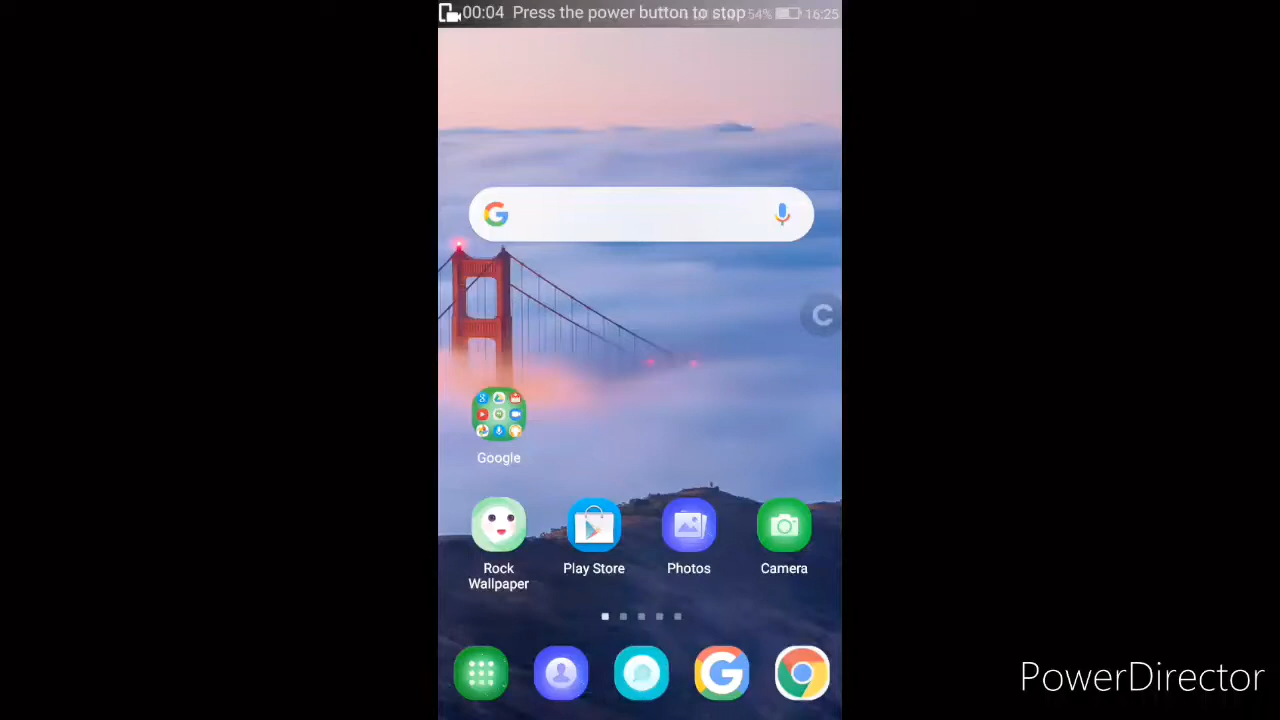 00:04 Press the power button to stop 54% 16:25
Google
Rock
Wallpaper
Play Store
Photos
Camera
PowerDirector